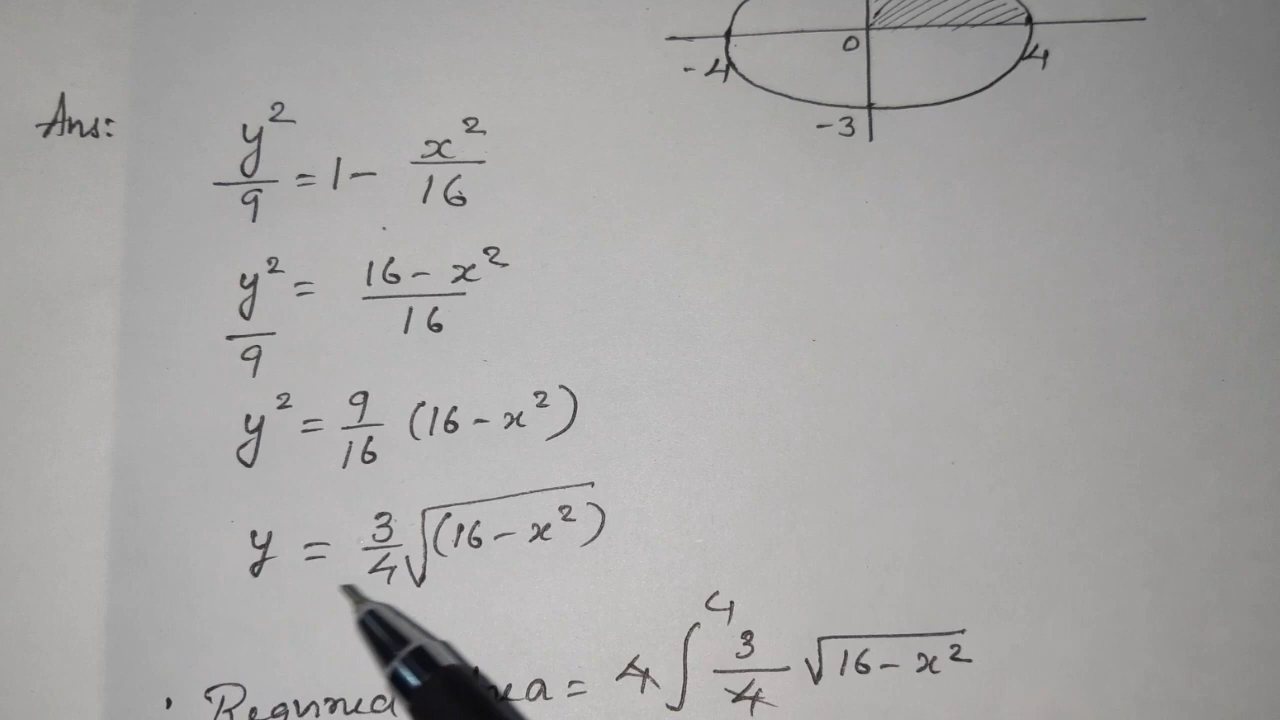 0
-4 4
-3
Ans: y²/9 = 1 - x²/16
y²/9 = 16 - x²/16
y² = 9/16 (16 - x²)
y = 3/4 √(16 - x²)
= 4 ∫ 4 3/4 √16 - x²